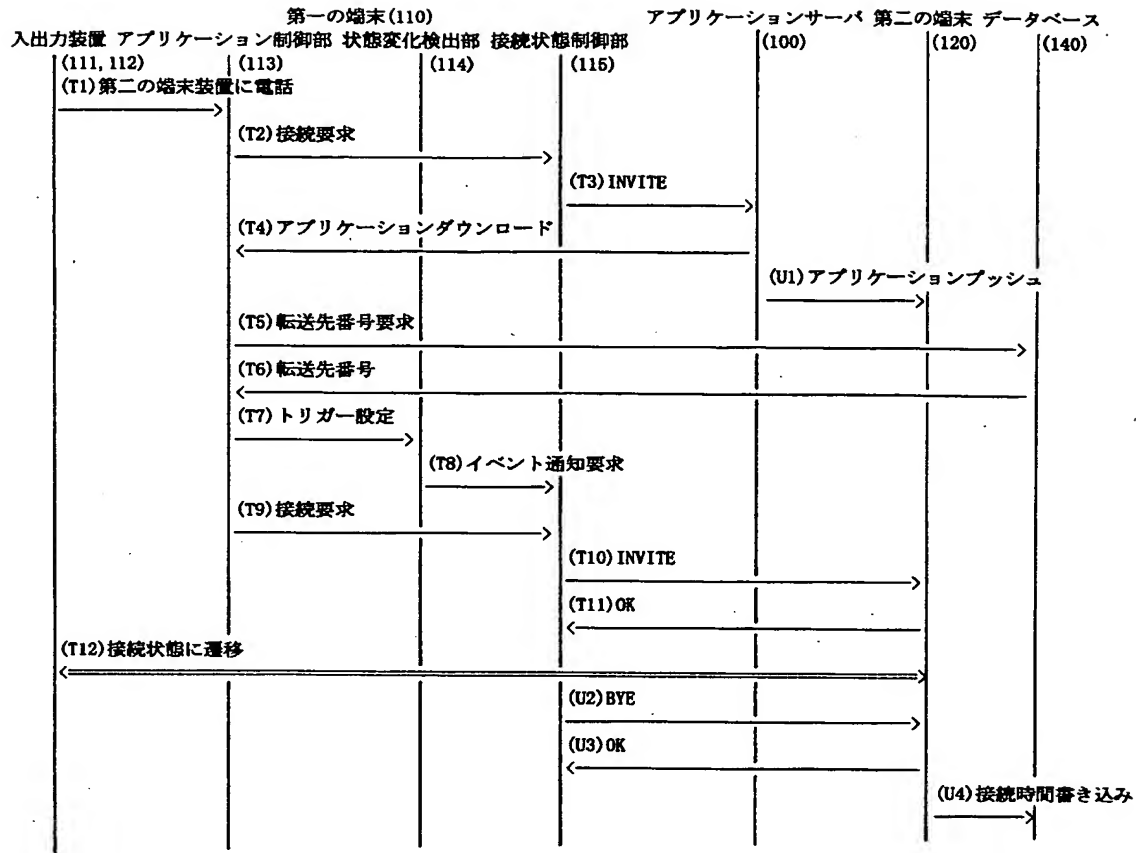 第一の端末(110)
アプリケーションサーバ 第二の端末 データベース
入出力装置 アプリケーション制御部 状態変化検出部 接続状態制御部
(111,112) (113) (114) (115) (100) (120) (140)
(T1)第二の端末装置に電話
(T2)接続要求
(T3)INVITE
(T4)アプリケーションダウンロード
(U1)アプリケーションプッシュ
(T5)転送先番号要求
(T6)転送先番号
(T7)トリガー設定
(T8)イベント通知要求
(T9)接続要求
(T10)INVITE
(T11)OK
(T12)接続状態に遷移
(U2)BYE
(U3)OK
(U4)接続時間書き込み